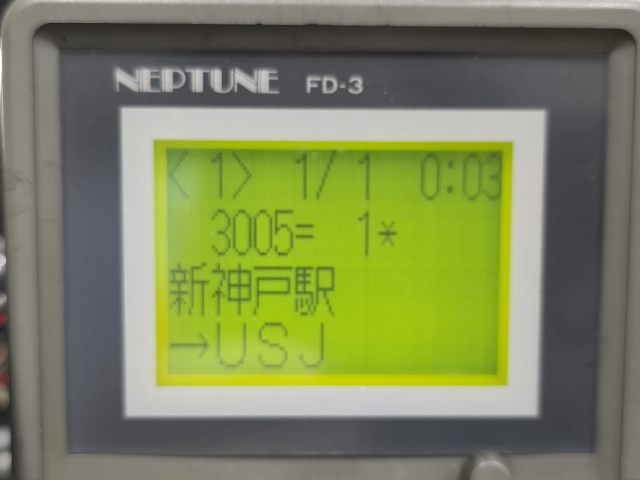 NEPTUNE FD-3
<1> 1/ 1 0:03
3005= 1*
新神戸駅
→USJ